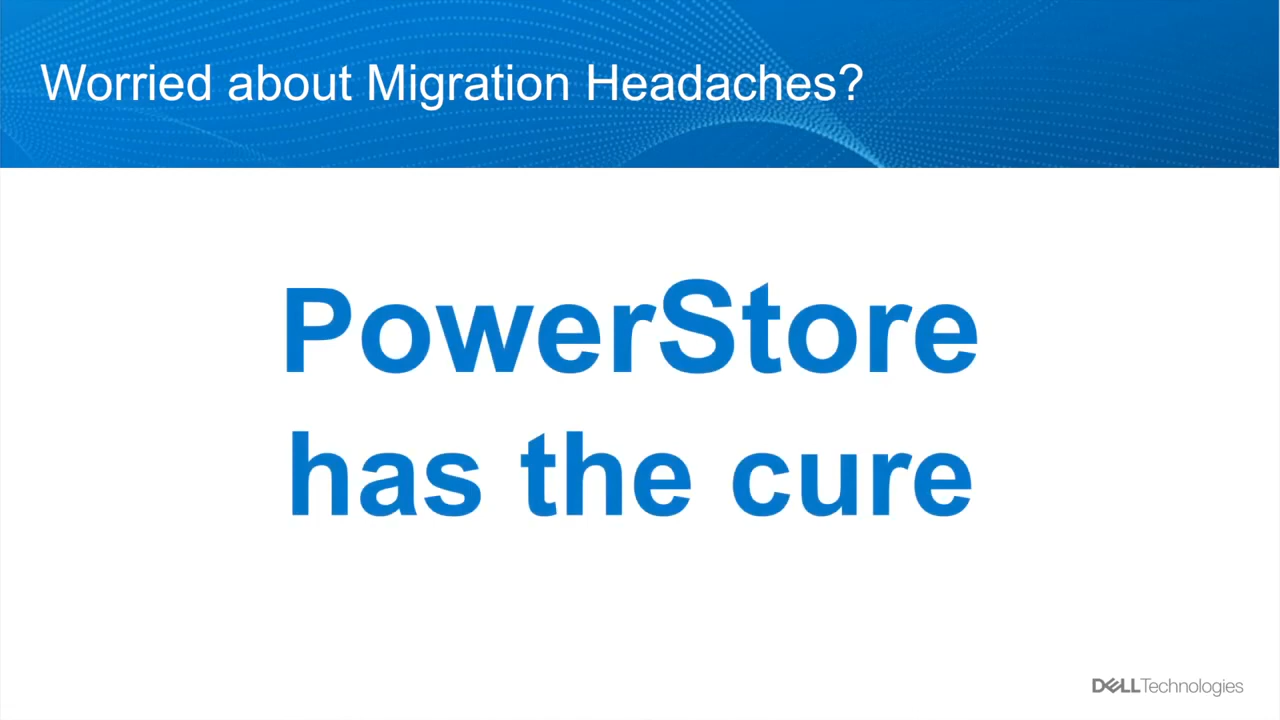 Worried about Migration Headaches?
PowerStore
has the cure
DELLTechnologies